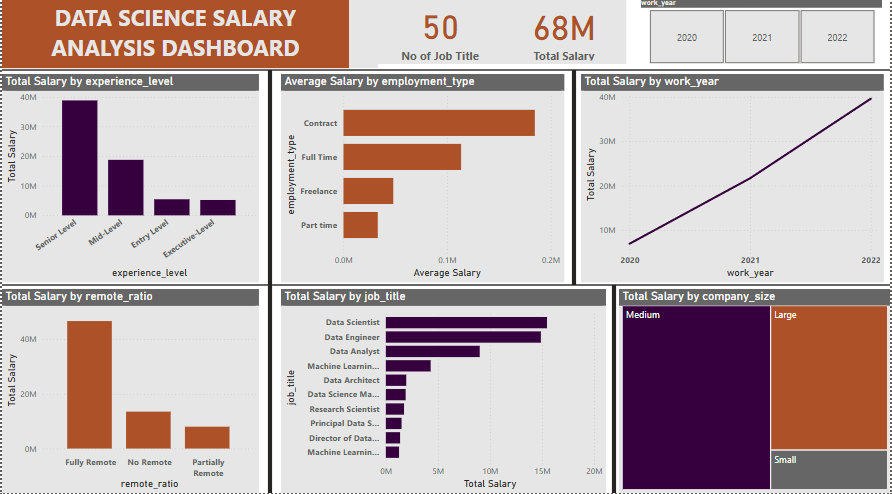 DATA SCIENCE SALARY
ANALYSIS DASHBOARD
50
No of Job Title
68M
Total Salary
work_year
2020
2021
2022
Total Salary by experience_level
Total Salary
40M
30M
20M
10M
0M
Senior Level
Mid-Level
Entry Level
Executive-Level
experience_level
Average Salary by employment_type
employment_type
Contract
Full Time
Freelance
Part time
0.0M
0.1M
0.2M
Average Salary
Total Salary by work_year
Total Salary
40M
30M
20M
10M
2020
2021
2022
work_year
Total Salary by remote_ratio
Total Salary
40M
20M
0M
Fully Remote
No Remote
Partially
Remote
remote_ratio
Total Salary by job_title
job_title
Data Scientist
Data Engineer
Data Analyst
Machine Learnin...
Data Architect
Data Science Ma...
Research Scientist
Principal Data S...
Director of Data...
Machine Learnin...
0M
5M
10M
15M
20M
Total Salary
Total Salary by company_size
Medium
Large
Small